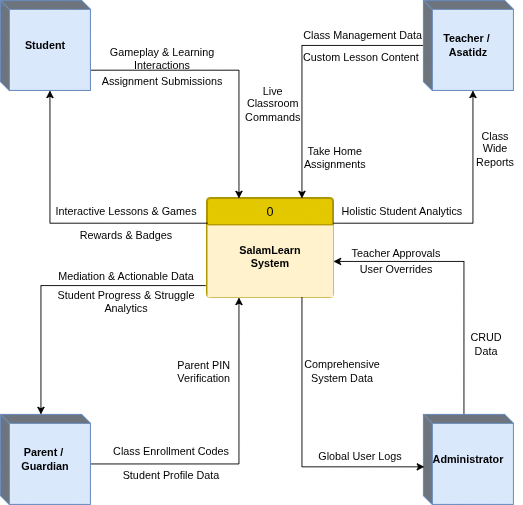 Student
Gameplay & Learning
Interactions
Assignment Submissions
Live
Classroom
Commands
Class Management Data
Custom Lesson Content
Teacher /
Asatidz
Take Home
Assignments
Class
Wide
Reports
Interactive Lessons & Games
Rewards & Badges
0
SalamLearn
System
Holistic Student Analytics
Teacher Approvals
User Overrides
Mediation & Actionable Data
Student Progress & Struggle
Analytics
Parent PIN
Verification
Comprehensive
System Data
CRUD
Data
Parent /
Guardian
Class Enrollment Codes
Student Profile Data
Global User Logs
Administrator